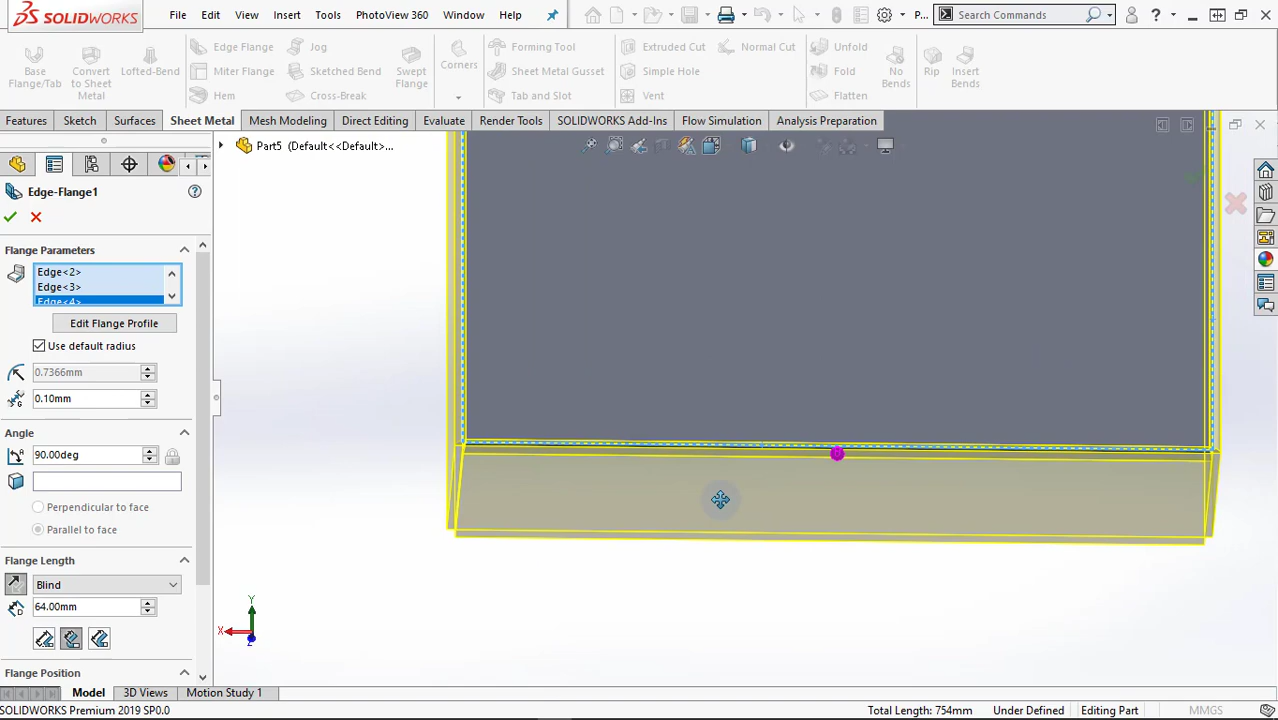 SOLIDWORKS File Edit View Insert Tools PhotoView 360 Window Help P... Search Commands ?
Edge Flange Jog Forming Tool Extruded Cut Normal Cut Unfold
Base Flange/Tab Convert to Sheet Metal Lofted-Bend Miter Flange Sketched Bend Swept Flange Corners Sheet Metal Gusset Simple Hole Fold No Bends Rip Insert Bends
Hem Cross-Break Tab and Slot Vent Flatten
Features Sketch Surfaces Sheet Metal Mesh Modeling Direct Editing Evaluate Render Tools SOLIDWORKS Add-Ins Flow Simulation Analysis Preparation
Part5 (Default<<Default>...
Edge-Flange1
Flange Parameters
Edge<2>
Edge<3>
Edge<4>
Edit Flange Profile
Use default radius
0.7366mm
0.10mm
Angle
90.00deg
Perpendicular to face
Parallel to face
Flange Length
Blind
64.00mm
Flange Position
Y
X
Z
Model 3D Views Motion Study 1
SOLIDWORKS Premium 2019 SP0.0 Total Length: 754mm Under Defined Editing Part MMGS